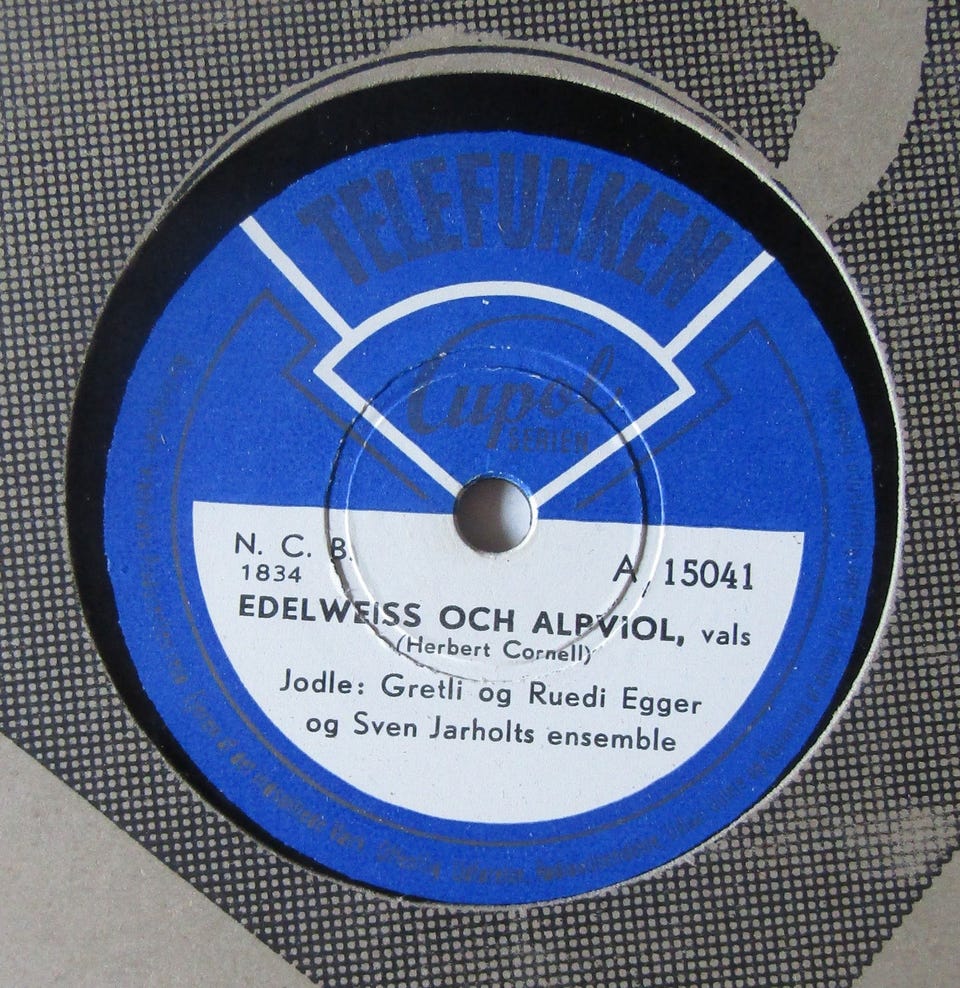 TELEFUNKEN
Cupol
SERIEN
N. C. B.
A 15041
1834
EDELWEISS OCH ALPVIOL, vals
(Herbert Cornell)
Jodle: Gretli og Ruedi Egger
og Sven Jarholts ensemble